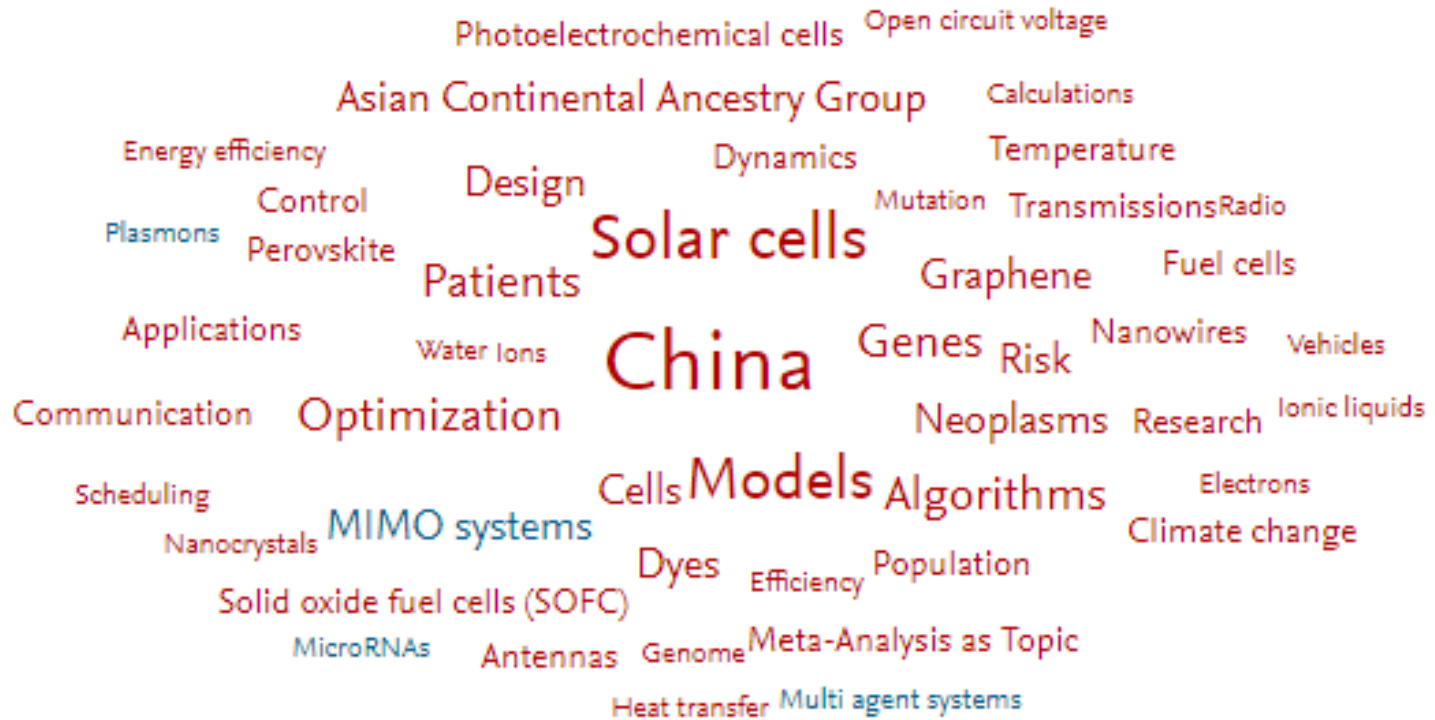 Photoelectrochemical cells Open circuit voltage
Asian Continental Ancestry Group Calculations
Energy efficiency Dynamics Temperature
Control Design Mutation Transmissions Radio
Plasmons Perovskite Solar cells
Patients Graphene Fuel cells
Applications Water Ions China Genes Risk Nanowires Vehicles
Communication Optimization Neoplasms Research Ionic liquids
Scheduling Cells Models Algorithms Electrons
Nanocrystals MIMO systems Climate change
Dyes Efficiency Population
Solid oxide fuel cells (SOFC)
MicroRNAs Antennas Genome Meta-Analysis as Topic
Heat transfer Multi agent systems